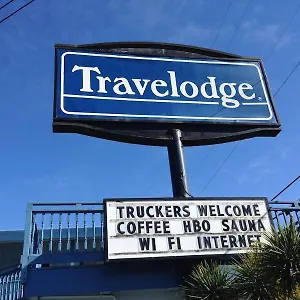 Travelodge
TRUCKERS WELCOME
COFFEE HBO SAUNA
WI FI INTERNET